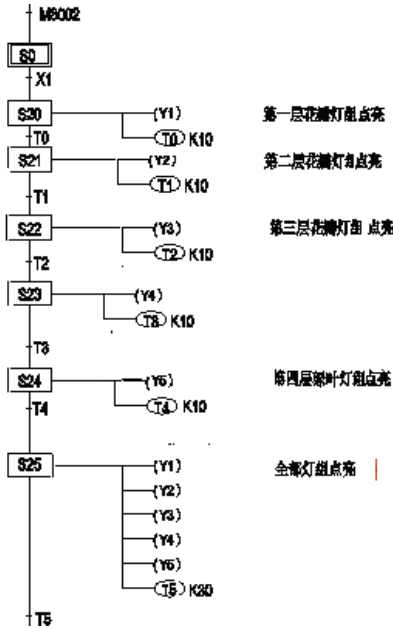 M8002
S0
X1
S20 (Y1) 第一层花瓣灯组点亮
T0 K10
T0
S21 (Y2) 第二层花瓣灯组点亮
T1 K10
T1
S22 (Y3) 第三层花瓣灯组 点亮
T2 K10
T2
S23 (Y4)
T3 K10
T3
S24 (Y5) 第四层绿叶灯组点亮
T4 K10
T4
S25 (Y1) 全部灯组点亮
(Y2)
(Y3)
(Y4)
(Y5)
T5 K30
T5